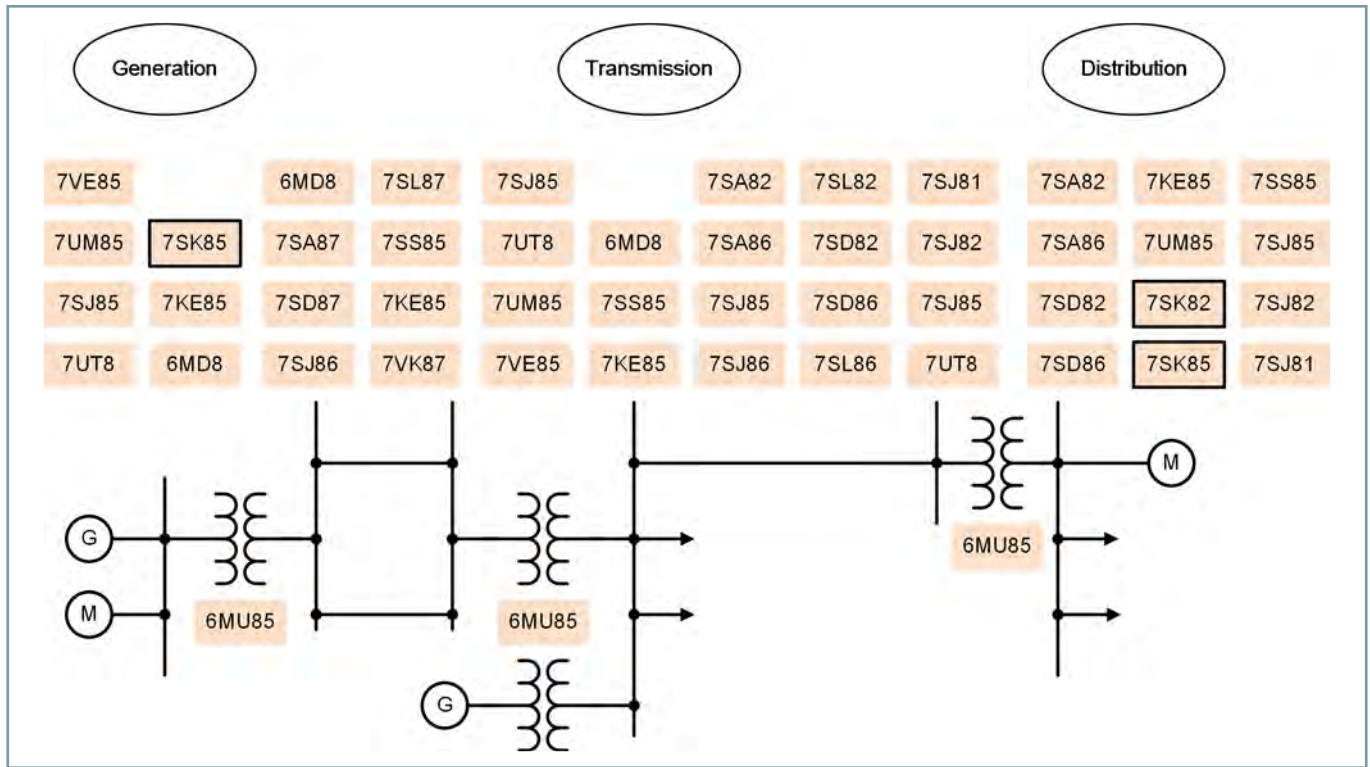 Generation Transmission Distribution
7VE85 6MD8 7SL87 7SJ85 7SA82 7SL82 7SJ81 7SA82 7KE85 7SS85
7UM85 7SK85 7SA87 7SS85 7UT8 6MD8 7SA86 7SD82 7SJ82 7SA86 7UM85 7SJ85
7SJ85 7KE85 7SD87 7KE85 7UM85 7SS85 7SJ85 7SD86 7SJ85 7SD82 7SK82 7SJ82
7UT8 6MD8 7SJ86 7VK87 7VE85 7KE85 7SJ86 7SL86 7UT8 7SD86 7SK85 7SJ81
M
G 6MU85
M 6MU85 6MU85
G